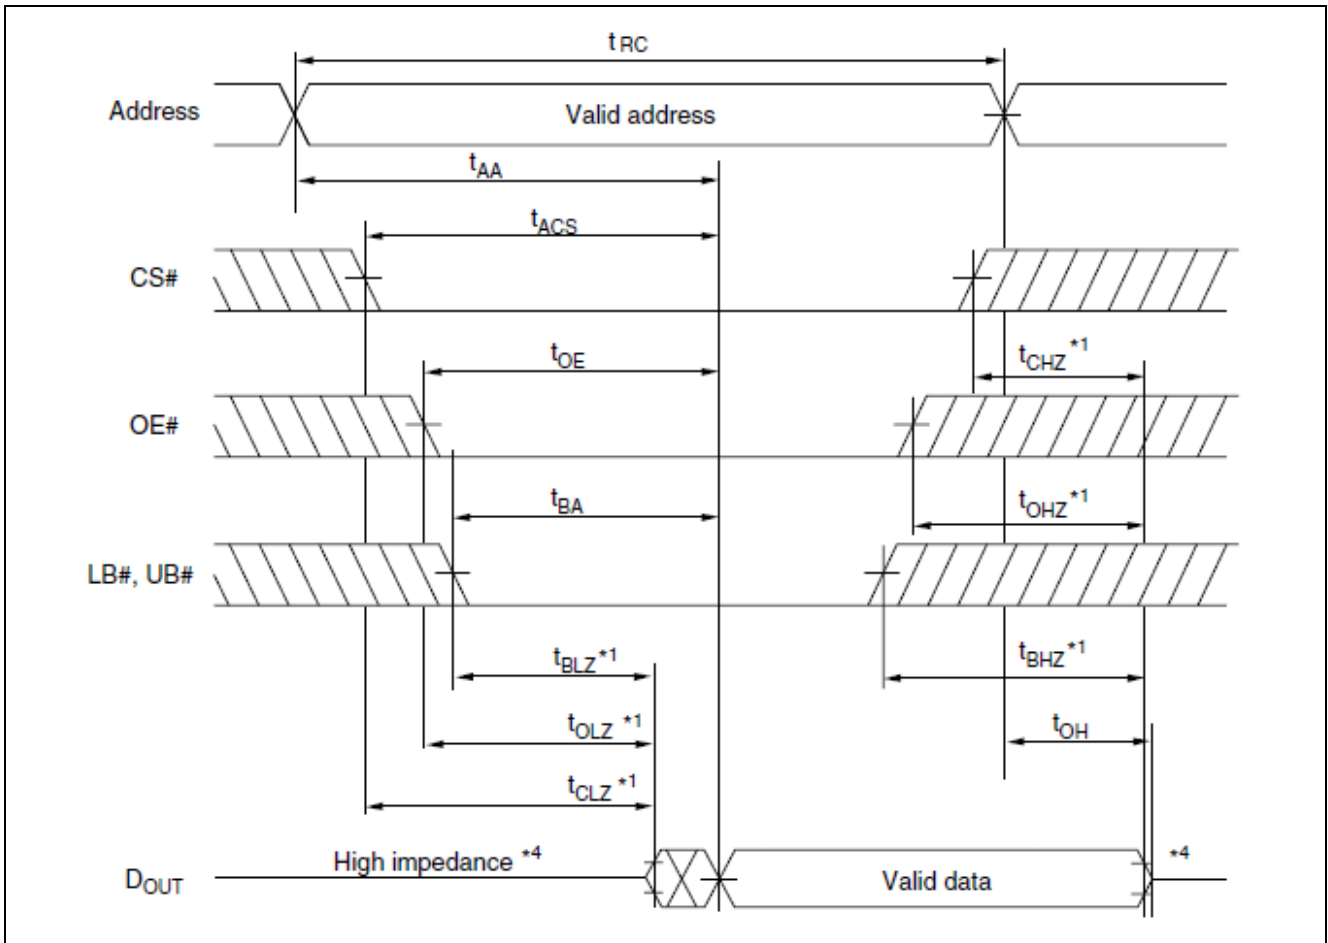 tRC
Address Valid address
tAA
tACS
CS#
tCHZ*1
tOE
OE#
tOHZ*1
tBA
LB#, UB#
tBLZ*1
tBHZ*1
tOLZ *1
tOH
tCLZ*1
High impedance *4
*4
DOUT Valid data